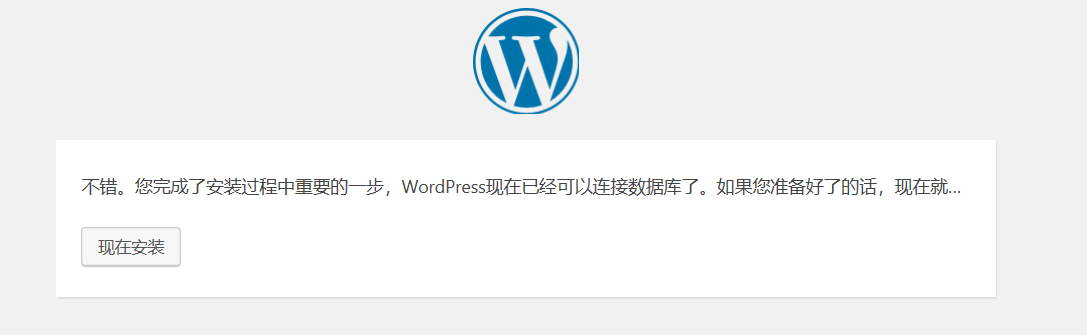 不错。您完成了安装过程中重要的一步，WordPress现在已经可以连接数据库了。如果您准备好了的话，现在就…
现在安装